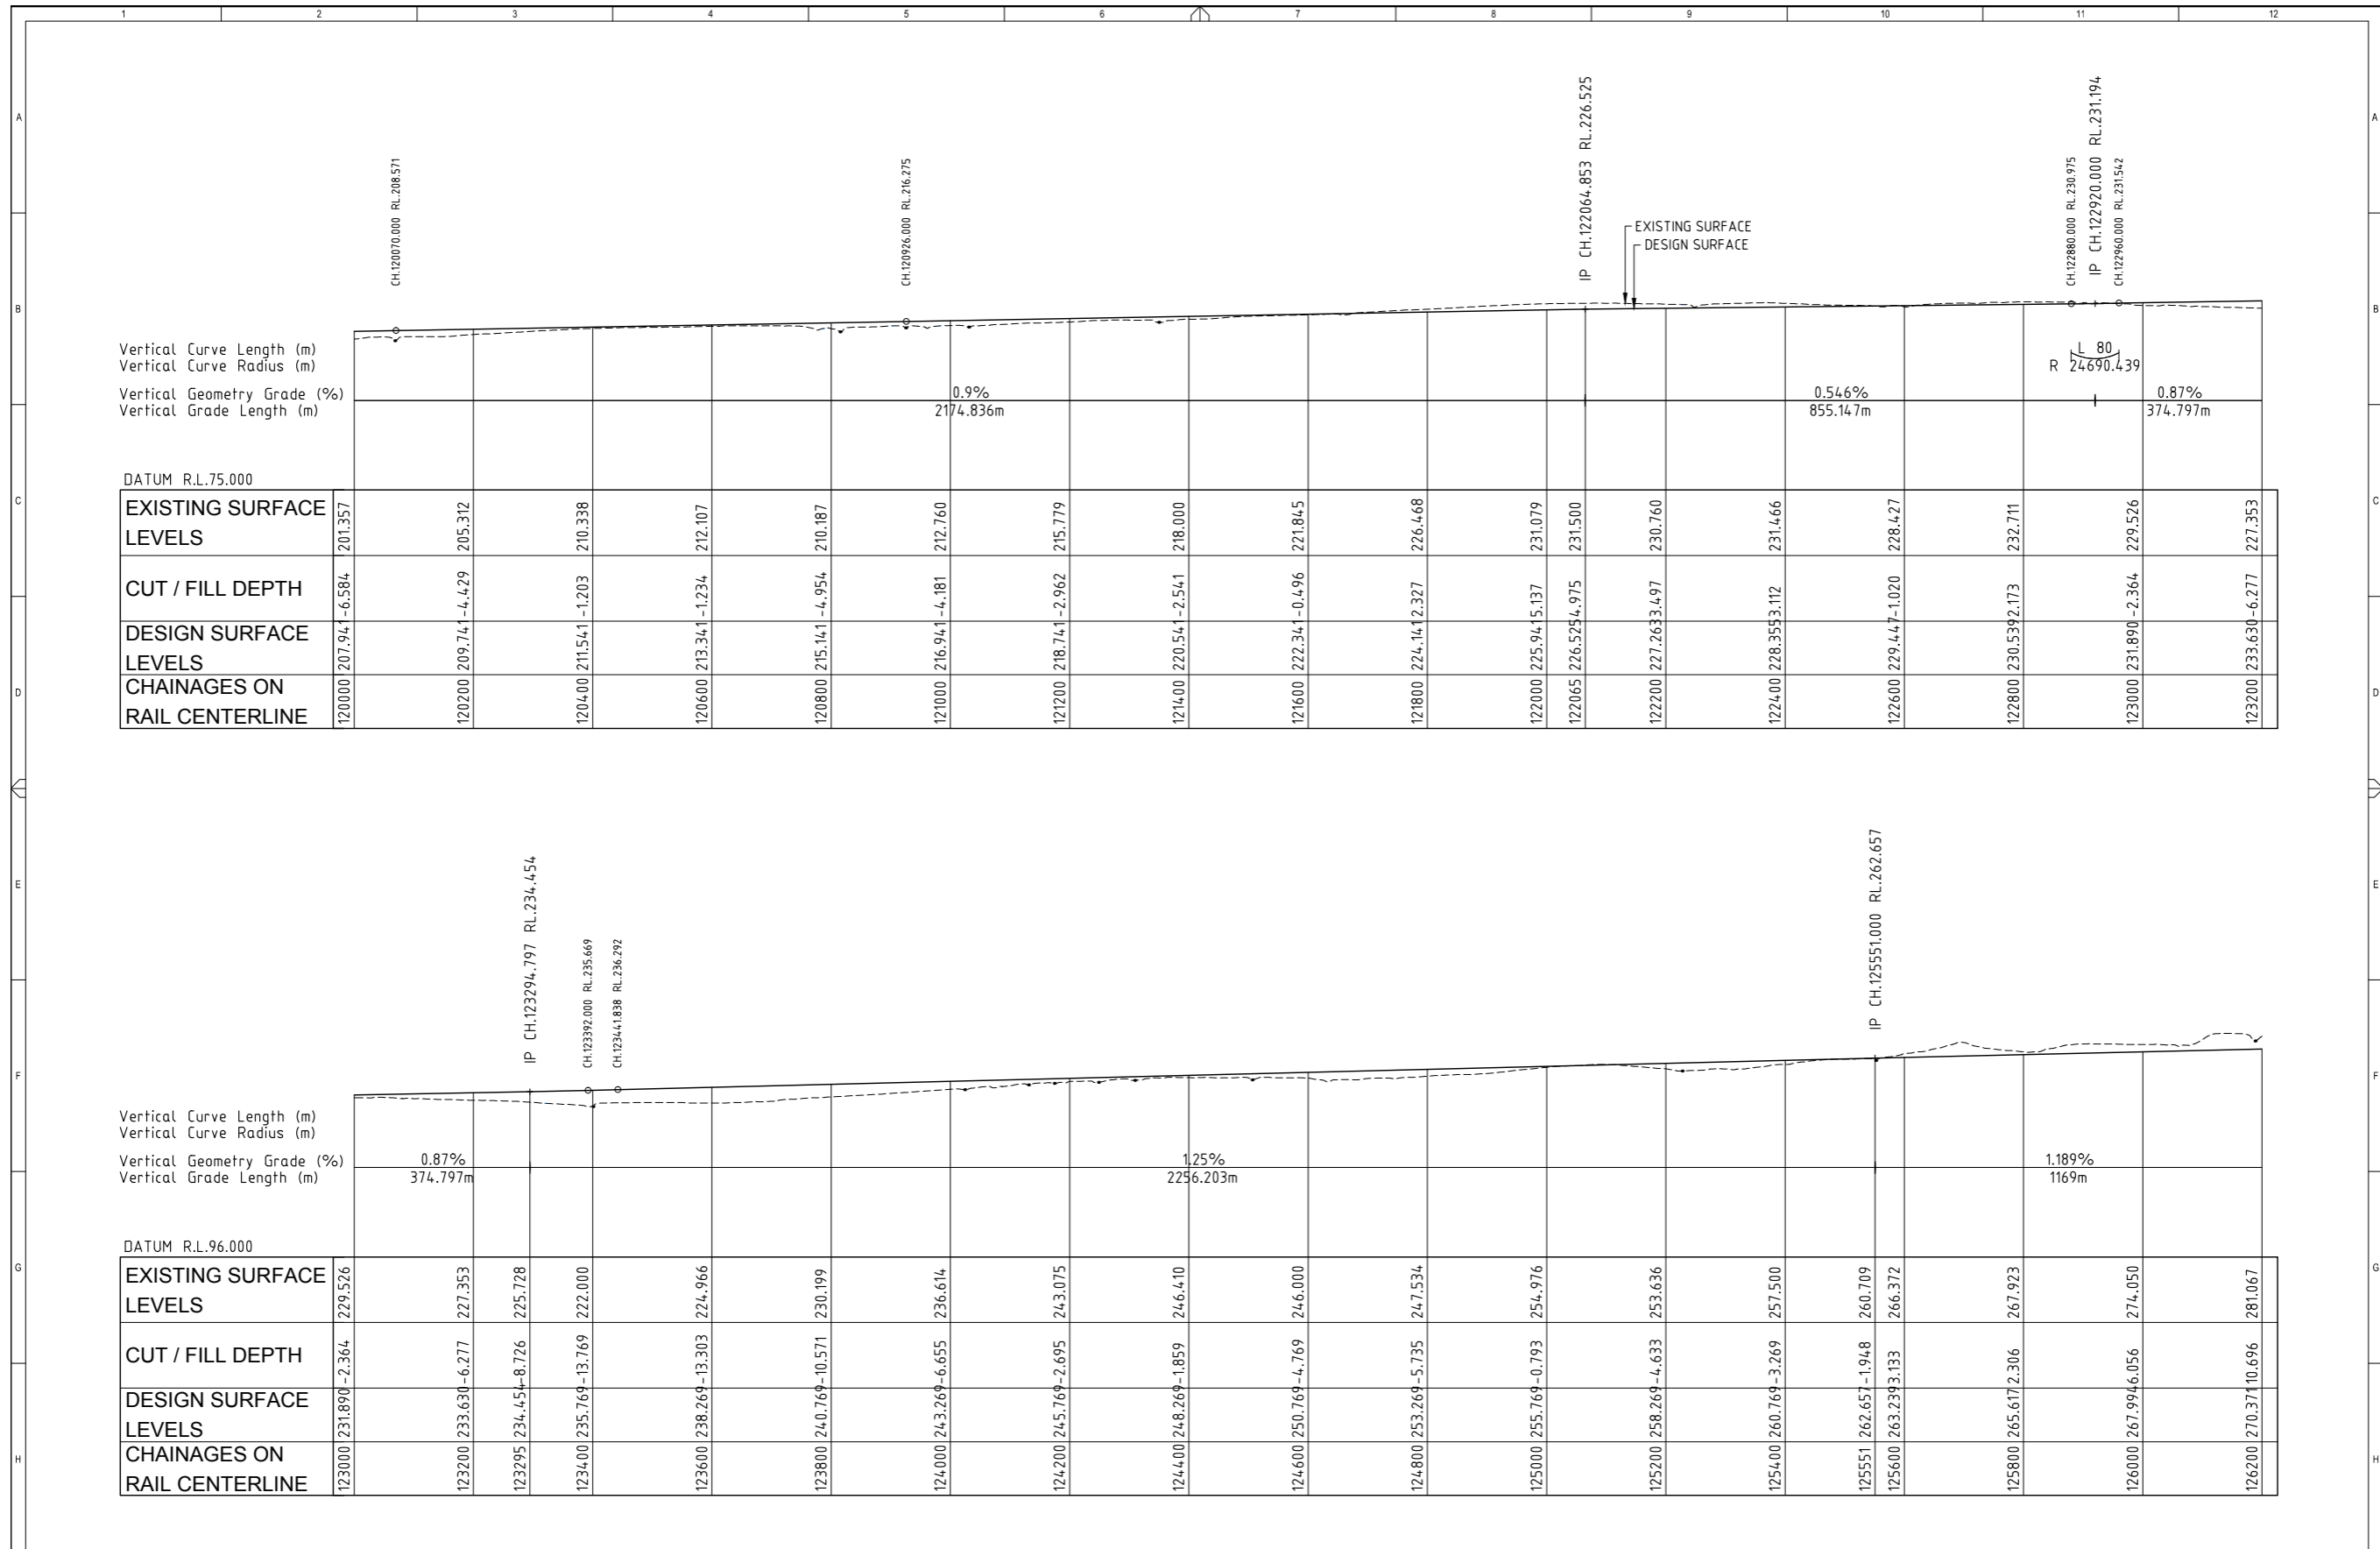 1 2 3 4 5 6 7 8 9 10 11 12
A A
CH.120070.000 RL.208.571
CH.120926.000 RL.216.275
IP CH.122064.853 RL.226.525
CH.122880.000 RL.230.975
IP CH.122920.000 RL.231.194
CH.122960.000 RL.231.542
EXISTING SURFACE
DESIGN SURFACE
B B
Vertical Curve Length (m) L 80
Vertical Curve Radius (m) R 24690.439
Vertical Geometry Grade (%) 0.9% 0.546% 0.87%
Vertical Grade Length (m) 2174.836m 855.147m 374.797m
DATUM R.L.75.000
C C
EXISTING SURFACE LEVELS 201.357 205.312 210.338 212.107 210.187 212.760 215.779 218.000 221.845 226.468 231.079 231.500 230.760 231.466 228.427 232.711 229.526 227.353
CUT / FILL DEPTH -6.584 -4.429 -1.203 -1.234 -4.954 -4.181 -2.962 -2.541 -0.496 2.327 5.137 4.975 3.497 3.112 -1.020 2.173 -2.364 -6.277
DESIGN SURFACE LEVELS 207.941 209.741 211.541 213.341 215.141 216.941 218.741 220.541 222.341 224.141 225.941 226.525 227.263 228.355 229.447 230.539 231.890 233.630
D D
CHAINAGES ON RAIL CENTERLINE 120000 120200 120400 120600 120800 121000 121200 121400 121600 121800 122000 122065 122200 122400 122600 122800 123000 123200
E E
IP CH.123294.797 RL.234.454
CH.123392.000 RL.235.669
CH.123441.838 RL.236.292
IP CH.125551.000 RL.262.657
F F
Vertical Curve Length (m)
Vertical Curve Radius (m)
Vertical Geometry Grade (%) 0.87% 1.25% 1.189%
Vertical Grade Length (m) 374.797m 2256.203m 1169m
DATUM R.L.96.000
G G
EXISTING SURFACE LEVELS 229.526 227.353 225.728 222.000 224.966 230.199 236.614 243.075 246.410 246.000 247.534 254.976 253.636 257.500 260.709 266.372 267.923 274.050 281.067
CUT / FILL DEPTH -2.364 -6.277 -8.726 -13.769 -13.303 -10.571 -6.655 -2.695 -1.859 -4.769 -5.735 -0.793 -4.633 -3.269 -1.948 3.133 2.306 6.056 10.696
DESIGN SURFACE LEVELS 231.890 233.630 234.454 235.769 238.269 240.769 243.269 245.769 248.269 250.769 253.269 255.769 258.269 260.769 262.657 263.239 265.617 267.994 270.371
H H
CHAINAGES ON RAIL CENTERLINE 123000 123200 123295 123400 123600 123800 124000 124200 124400 124600 124800 125000 125200 125400 125551 125600 125800 126000 126200